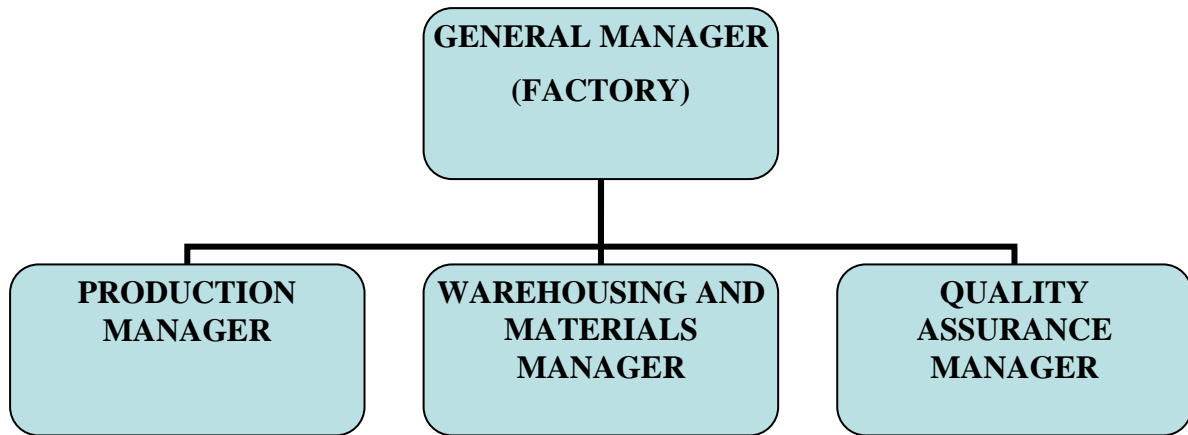 GENERAL MANAGER
(FACTORY)
PRODUCTION
MANAGER
WAREHOUSING AND
MATERIALS
MANAGER
QUALITY
ASSURANCE
MANAGER